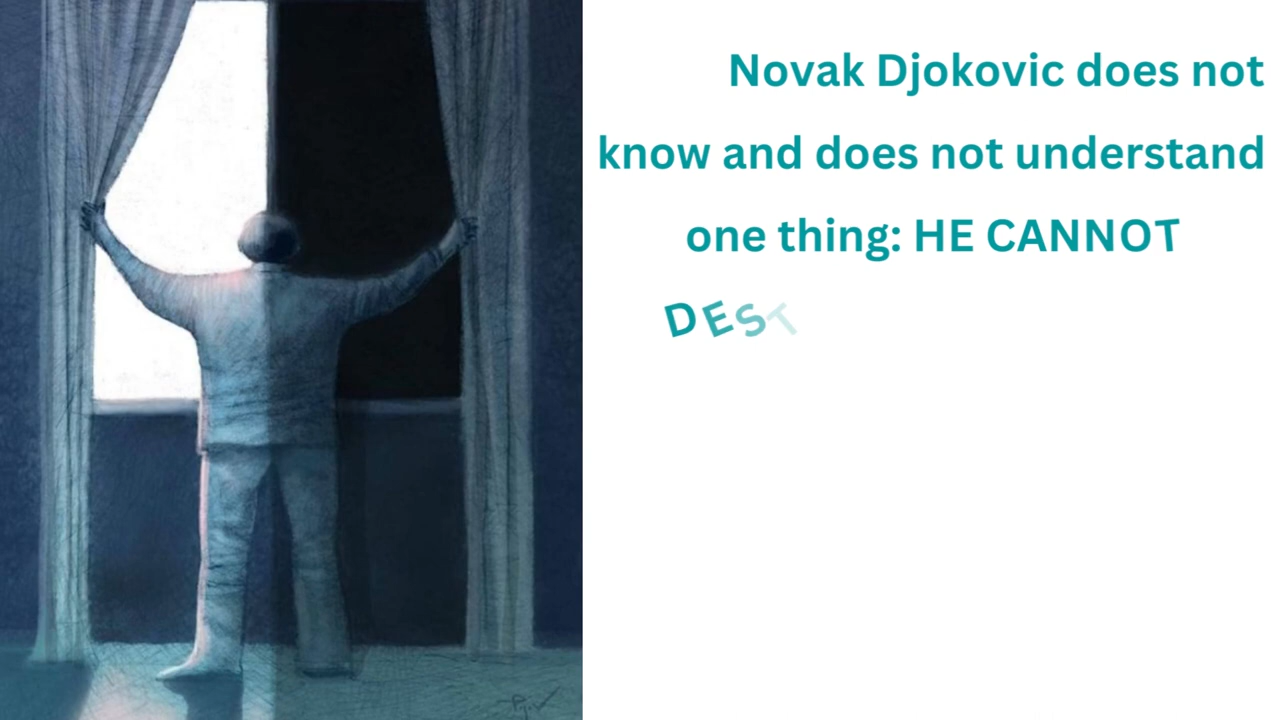 Novak Djokovic does not
know and does not understand
one thing: HE CANNOT
DEST